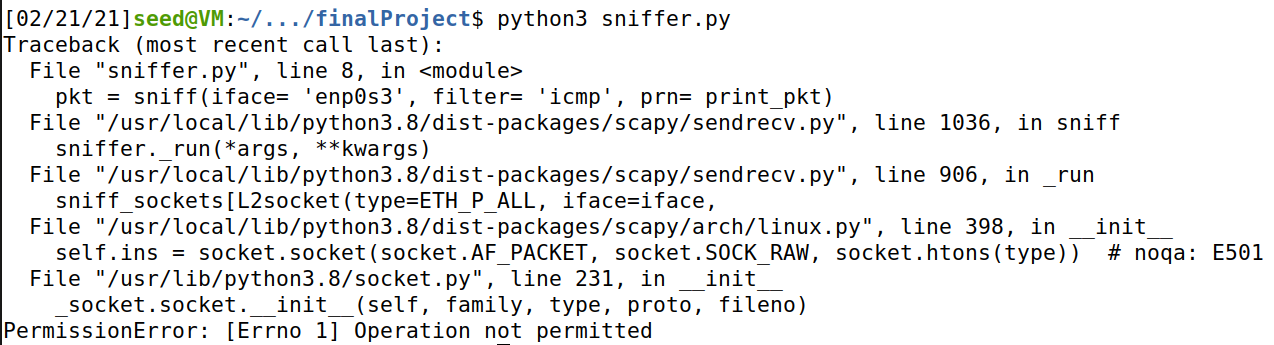 [02/21/21]seed@VM:~/.../finalProject$ python3 sniffer.py
Traceback (most recent call last):
  File "sniffer.py", line 8, in <module>
    pkt = sniff(iface= 'enp0s3', filter= 'icmp', prn= print_pkt)
  File "/usr/local/lib/python3.8/dist-packages/scapy/sendrecv.py", line 1036, in sniff
    sniffer._run(*args, **kwargs)
  File "/usr/local/lib/python3.8/dist-packages/scapy/sendrecv.py", line 906, in _run
    sniff_sockets[L2socket(type=ETH_P_ALL, iface=iface,
  File "/usr/local/lib/python3.8/dist-packages/scapy/arch/linux.py", line 398, in __init__
    self.ins = socket.socket(socket.AF_PACKET, socket.SOCK_RAW, socket.htons(type))  # noqa: E501
  File "/usr/lib/python3.8/socket.py", line 231, in __init__
    _socket.socket.__init__(self, family, type, proto, fileno)
PermissionError: [Errno 1] Operation not permitted